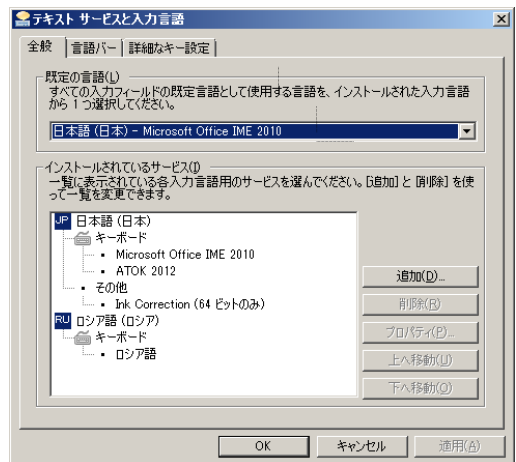 テキスト サービスと入力言語
全般
言語バー
詳細なキー設定
既定の言語(L)
すべての入力フィールドの既定言語として使用する言語を、インストールされた入力言語
から 1 つ選択してください。
日本語 (日本) - Microsoft Office IME 2010
インストールされているサービス(I)
一覧に表示されている各入力言語用のサービスを選んでください。[追加] と [削除] を使
って一覧を変更できます。
JP 日本語 (日本)
キーボード
• Microsoft Office IME 2010
• ATOK 2012
• その他
• Ink Correction (64 ビットのみ)
RU ロシア語 (ロシア)
キーボード
• ロシア語
追加(D)...
削除(R)
プロパティ(P)...
上へ移動(U)
下へ移動(O)
OK
キャンセル
適用(A)